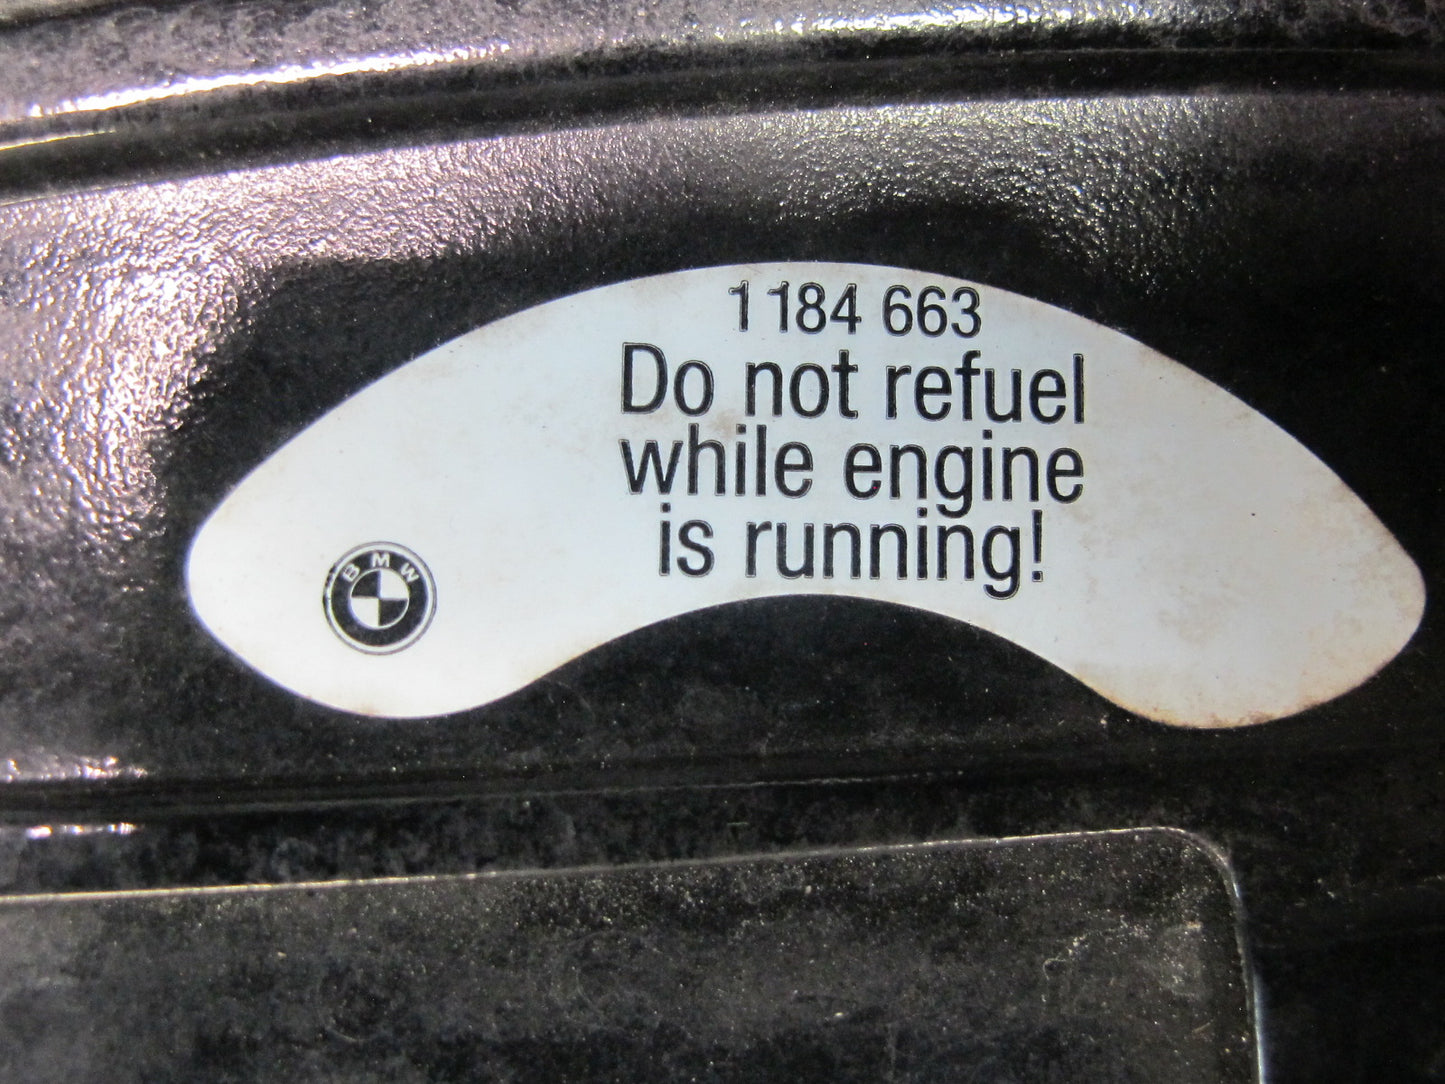 1 184 663
Do not refuel
while engine
is running!
BMW